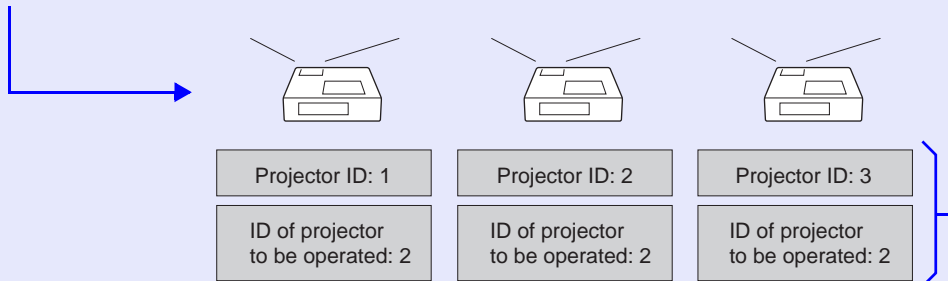 Projector ID: 1
Projector ID: 2
Projector ID: 3
ID of projector
to be operated: 2
ID of projector
to be operated: 2
ID of projector
to be operated: 2